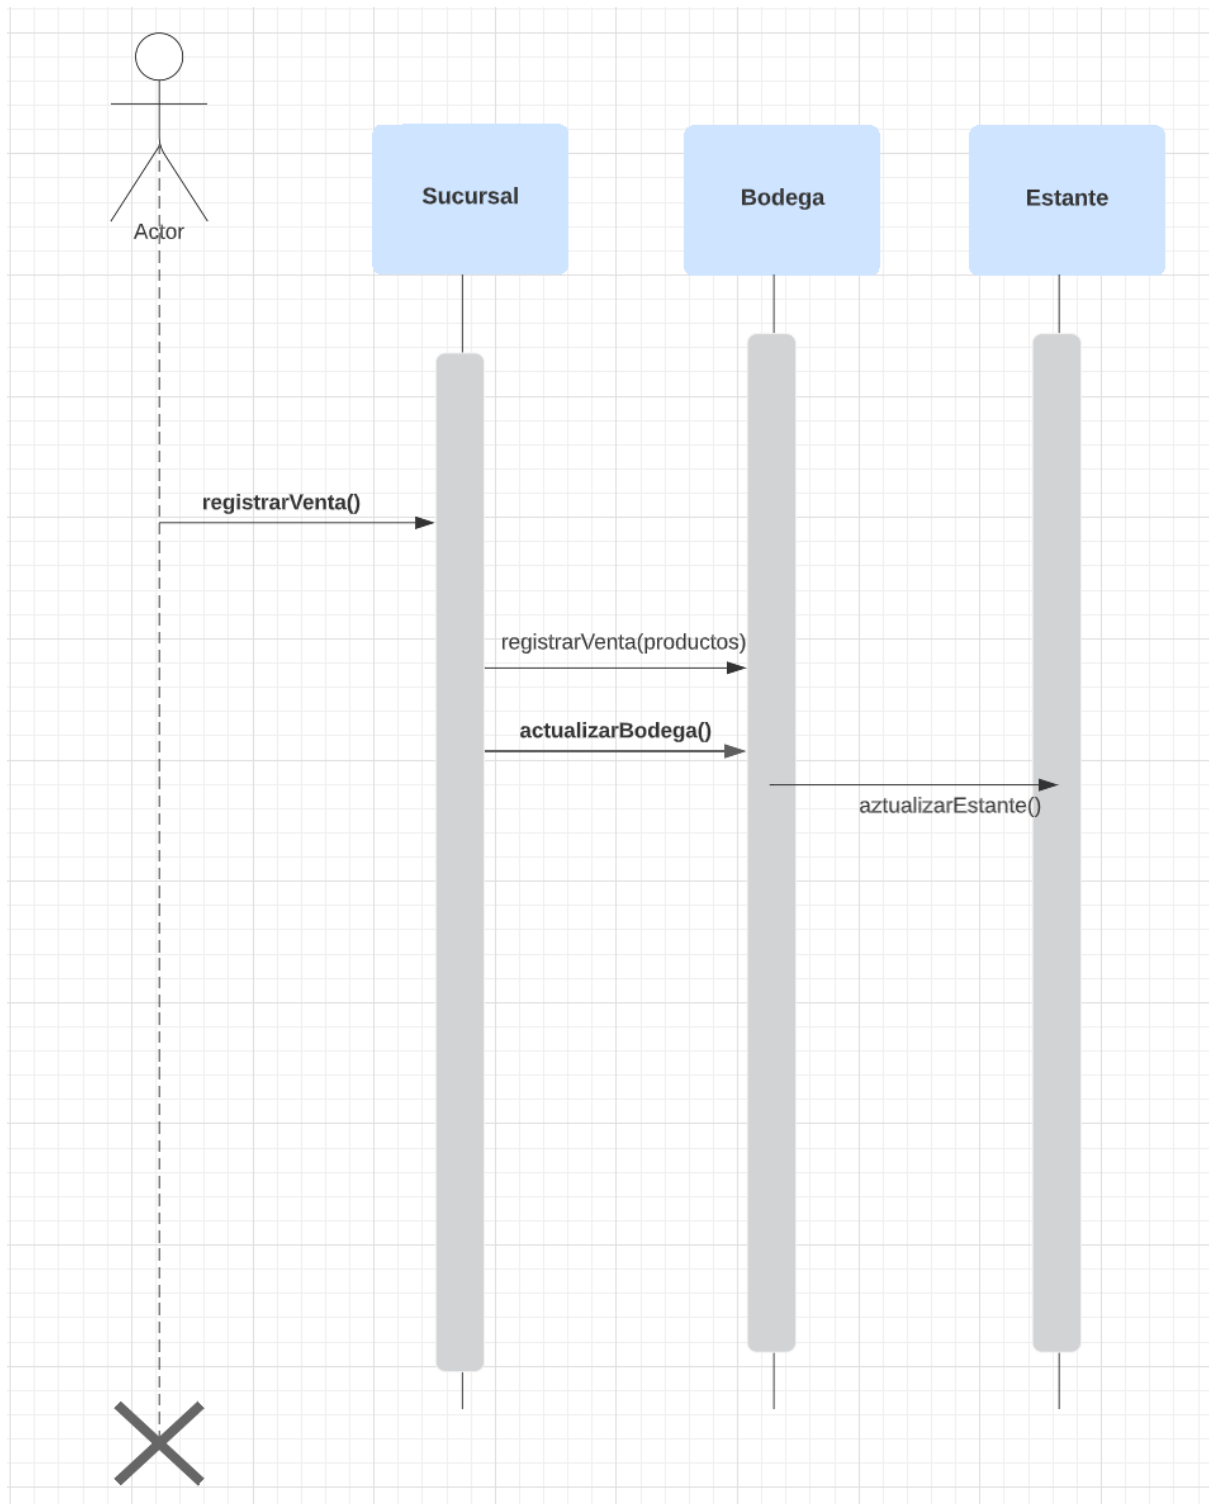 Actor
Sucursal
Bodega
Estante
registrarVenta()
registrarVenta(productos)
actualizarBodega()
aztualizarEstante()